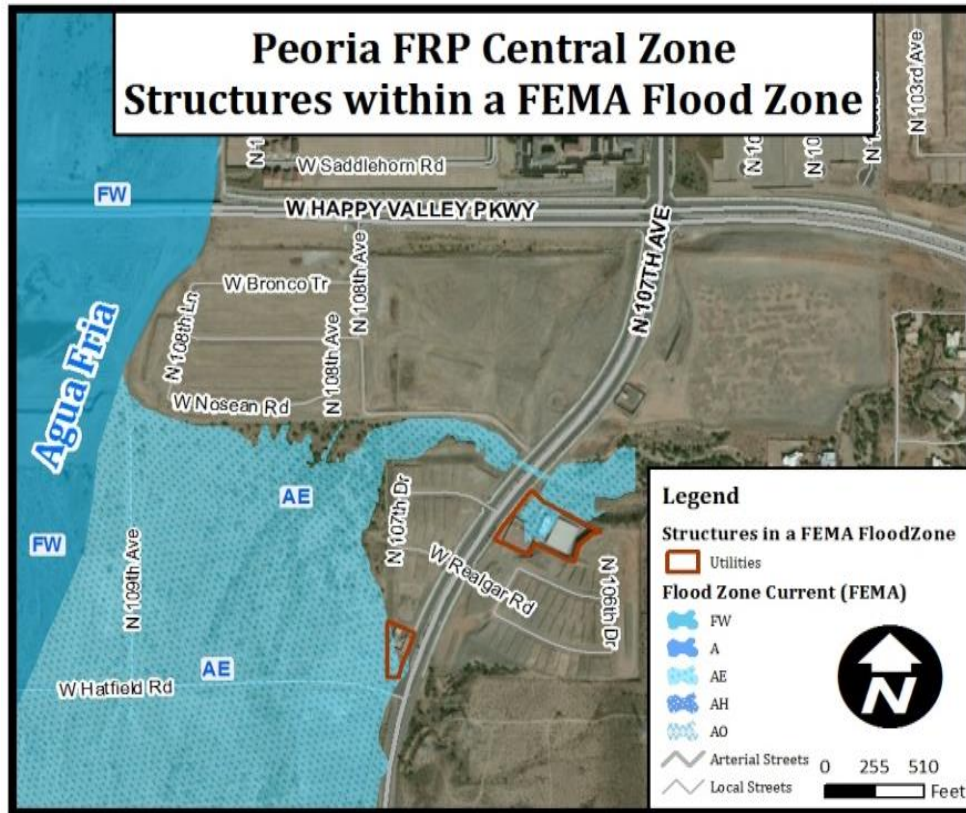 Peoria FRP Central Zone
Structures within a FEMA Flood Zone
N 103rd Ave
W Saddlehorn Rd
FW
W HAPPY VALLEY PKWY
N 107TH AVE
W Bronco Tr
N 108th Ave
N 108th Ln
N 108th Ave
W Nosean Rd
Agua Fria
AE
N 107th Dr
FW
N 109th Ave
W Realgar Rd
N 106th Dr
AE
W Hatfield Rd
Legend
Structures in a FEMA FloodZone
Utilities
Flood Zone Current (FEMA)
FW
A
AE
AH
AO
Arterial Streets
Local Streets
N
0 255 510
Feet